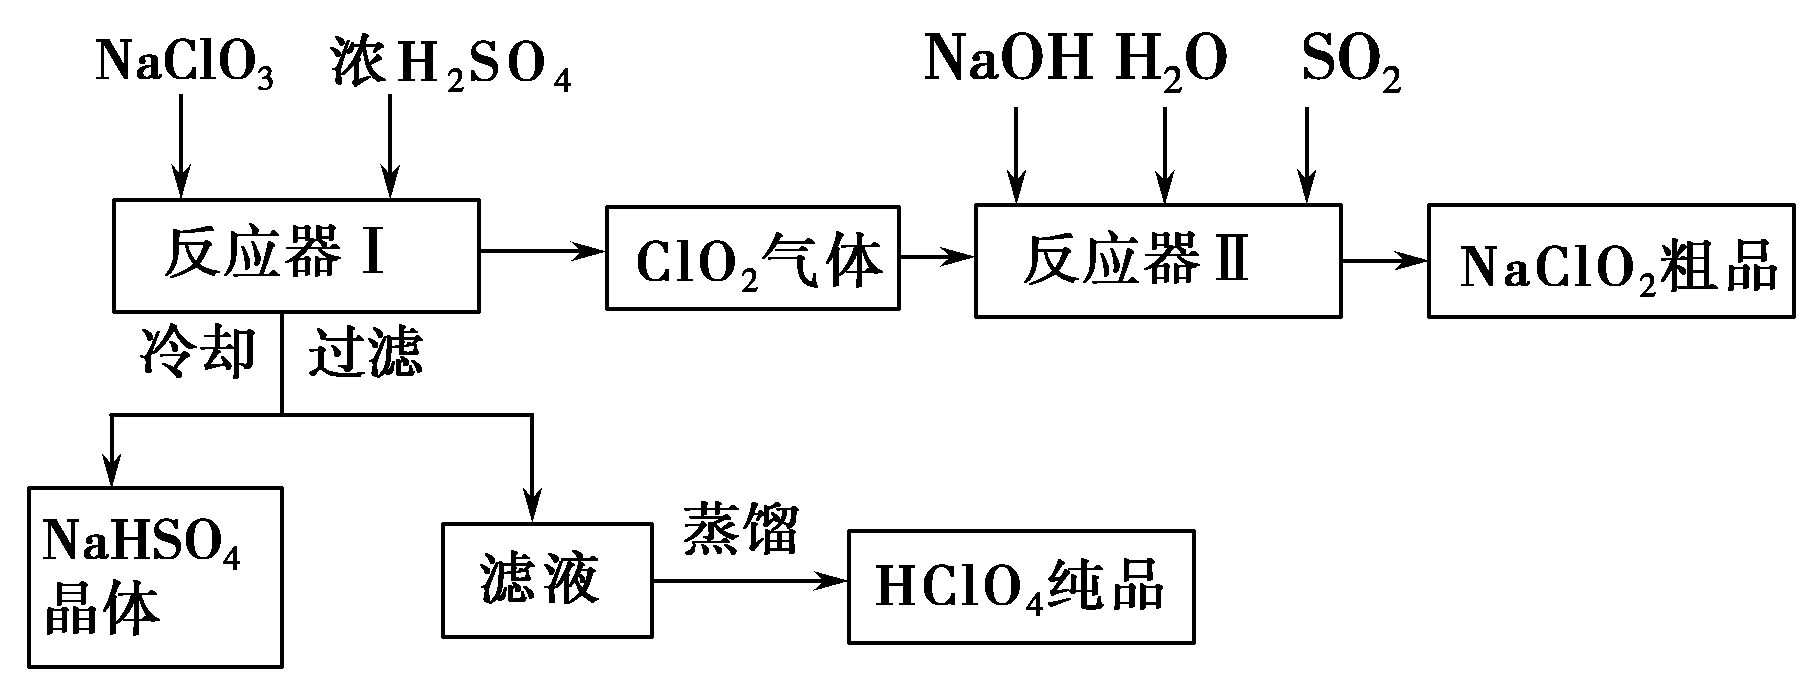 NaClO₃ 浓H₂SO₄ NaOH H₂O SO₂
反应器Ⅰ ClO₂气体 反应器Ⅱ NaClO₂粗品
冷却 过滤
NaHSO₄
晶体
滤液 蒸馏 HClO₄纯品